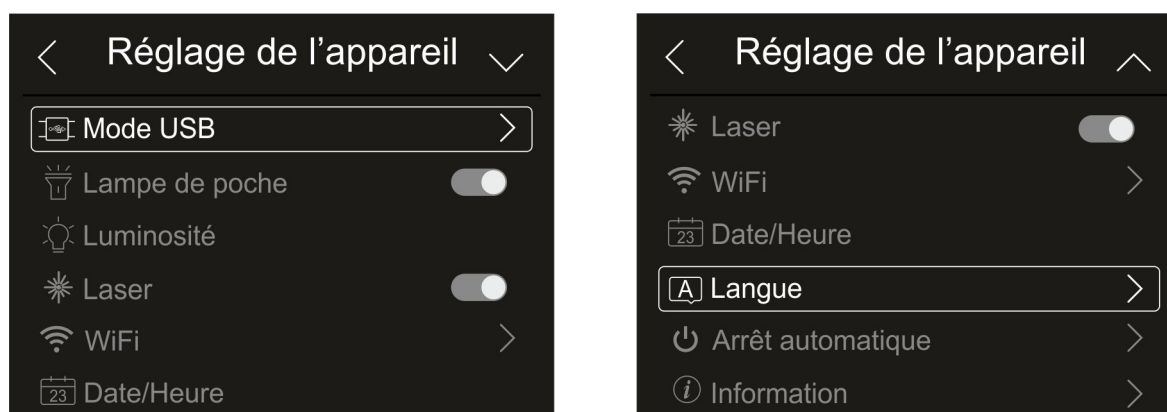 Réglage de l’appareil
Mode USB
Lampe de poche
Luminosité
Laser
WiFi
23 Date/Heure
Réglage de l’appareil
Laser
WiFi
23 Date/Heure
A Langue
Arrêt automatique
i Information